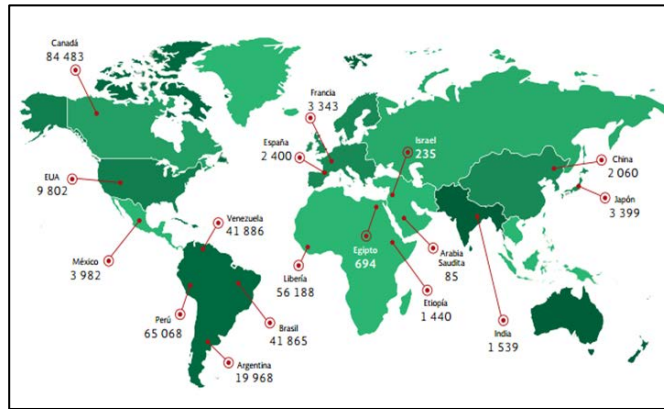 Canadá
84 483
Francia
3 343
España
2 400
Israel
235
China
2 060
EUA
9 802
Japón
3 399
Venezuela
41 886
México
3 982
Liberia
56 188
Egipto
694
Arabia
Saudita
85
Etiopía
1 440
India
1 539
Perú
65 068
Brasil
41 865
Argentina
19 968